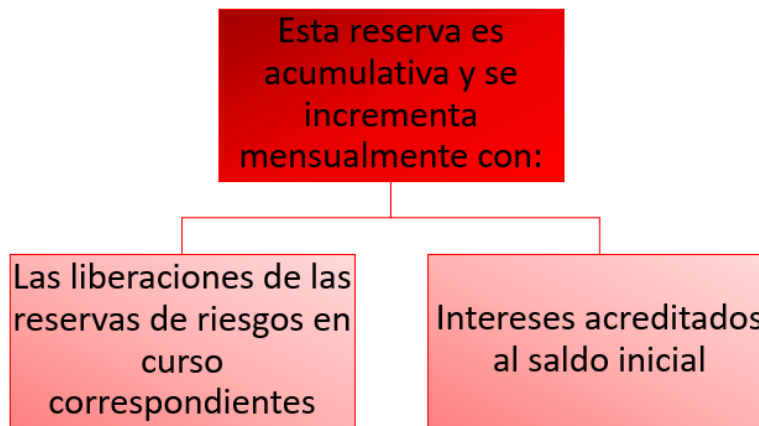 Esta reserva es
acumulativa y se
incrementa
mensualmente con:
Las liberaciones de las
reservas de riesgos en
curso
correspondientes
Intereses acreditados
al saldo inicial